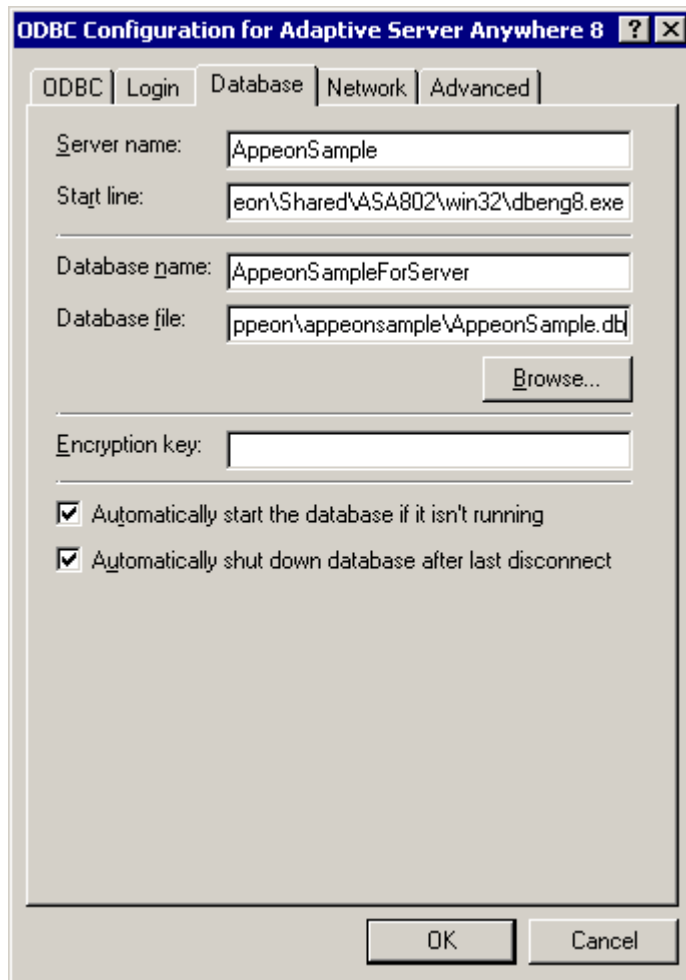 ODBC Configuration for Adaptive Server Anywhere 8
ODBC Login Database Network Advanced
Server name: AppeonSample
Start line: eon\Shared\ASA802\win32\dbeng8.exe
Database name: AppeonSampleForServer
Database file: ppeon\appeonsample\AppeonSample.db
Browse...
Encryption key:
Automatically start the database if it isn't running
Automatically shut down database after last disconnect
OK Cancel